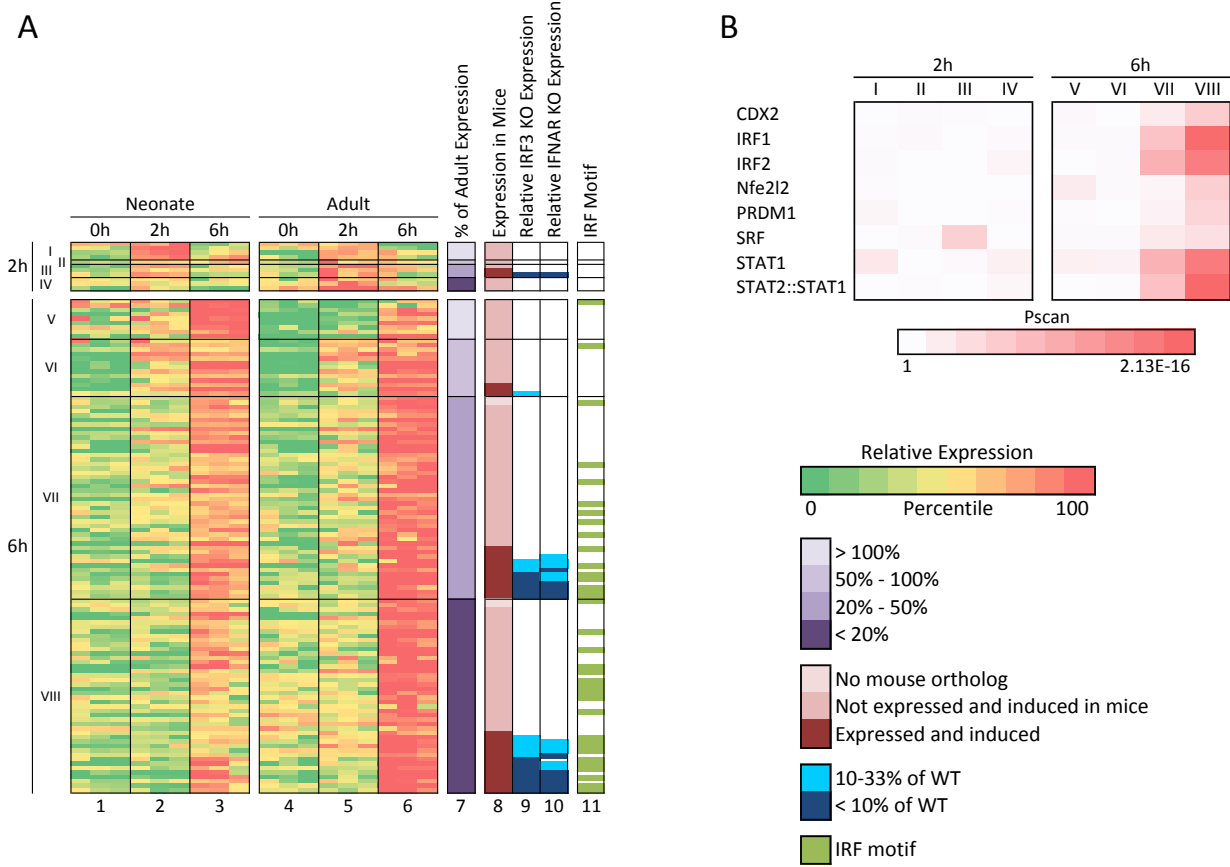 A
Neonate
Adult
0h 2h 6h 0h 2h 6h
% of Adult Expression
Expression in Mice
Relative IRF3 KO Expression
Relative IFNAR KO Expression
IRF Motif
2h
I
II
III
IV
6h
V
VI
VII
VIII
1 2 3 4 5 6 7 8 9 10 11
B
2h 6h
I II III IV V VI VII VIII
CDX2
IRF1
IRF2
Nfe2l2
PRDM1
SRF
STAT1
STAT2::STAT1
Pscan
1 2.13E-16
Relative Expression
0 Percentile 100
> 100%
50% - 100%
20% - 50%
< 20%
No mouse ortholog
Not expressed and induced in mice
Expressed and induced
10-33% of WT
< 10% of WT
IRF motif